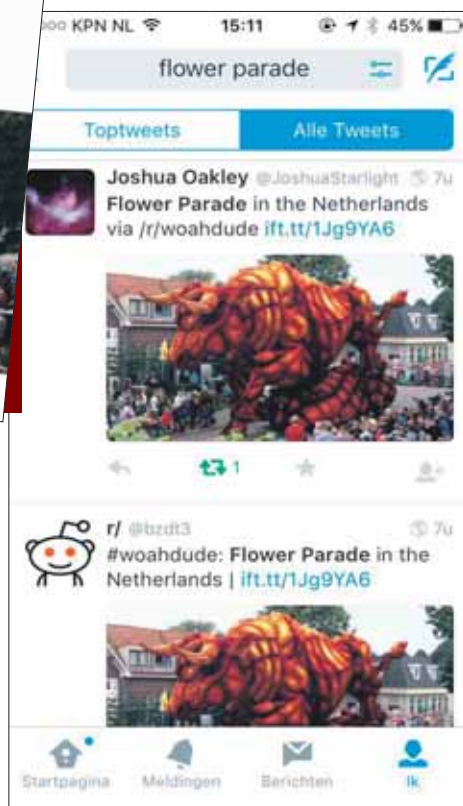 KPN NL 15:11 45%
flower parade
Toptweets Alle Tweets
Joshua Oakley @JoshuaStarlight 7u
Flower Parade in the Netherlands
via /r/woahdude ift.tt/1Jg9YA6
1
r/ @bzdt3 7u
#woahdude: Flower Parade in the
Netherlands | ift.tt/1Jg9YA6
Startpagina Meldingen Berichten Ik